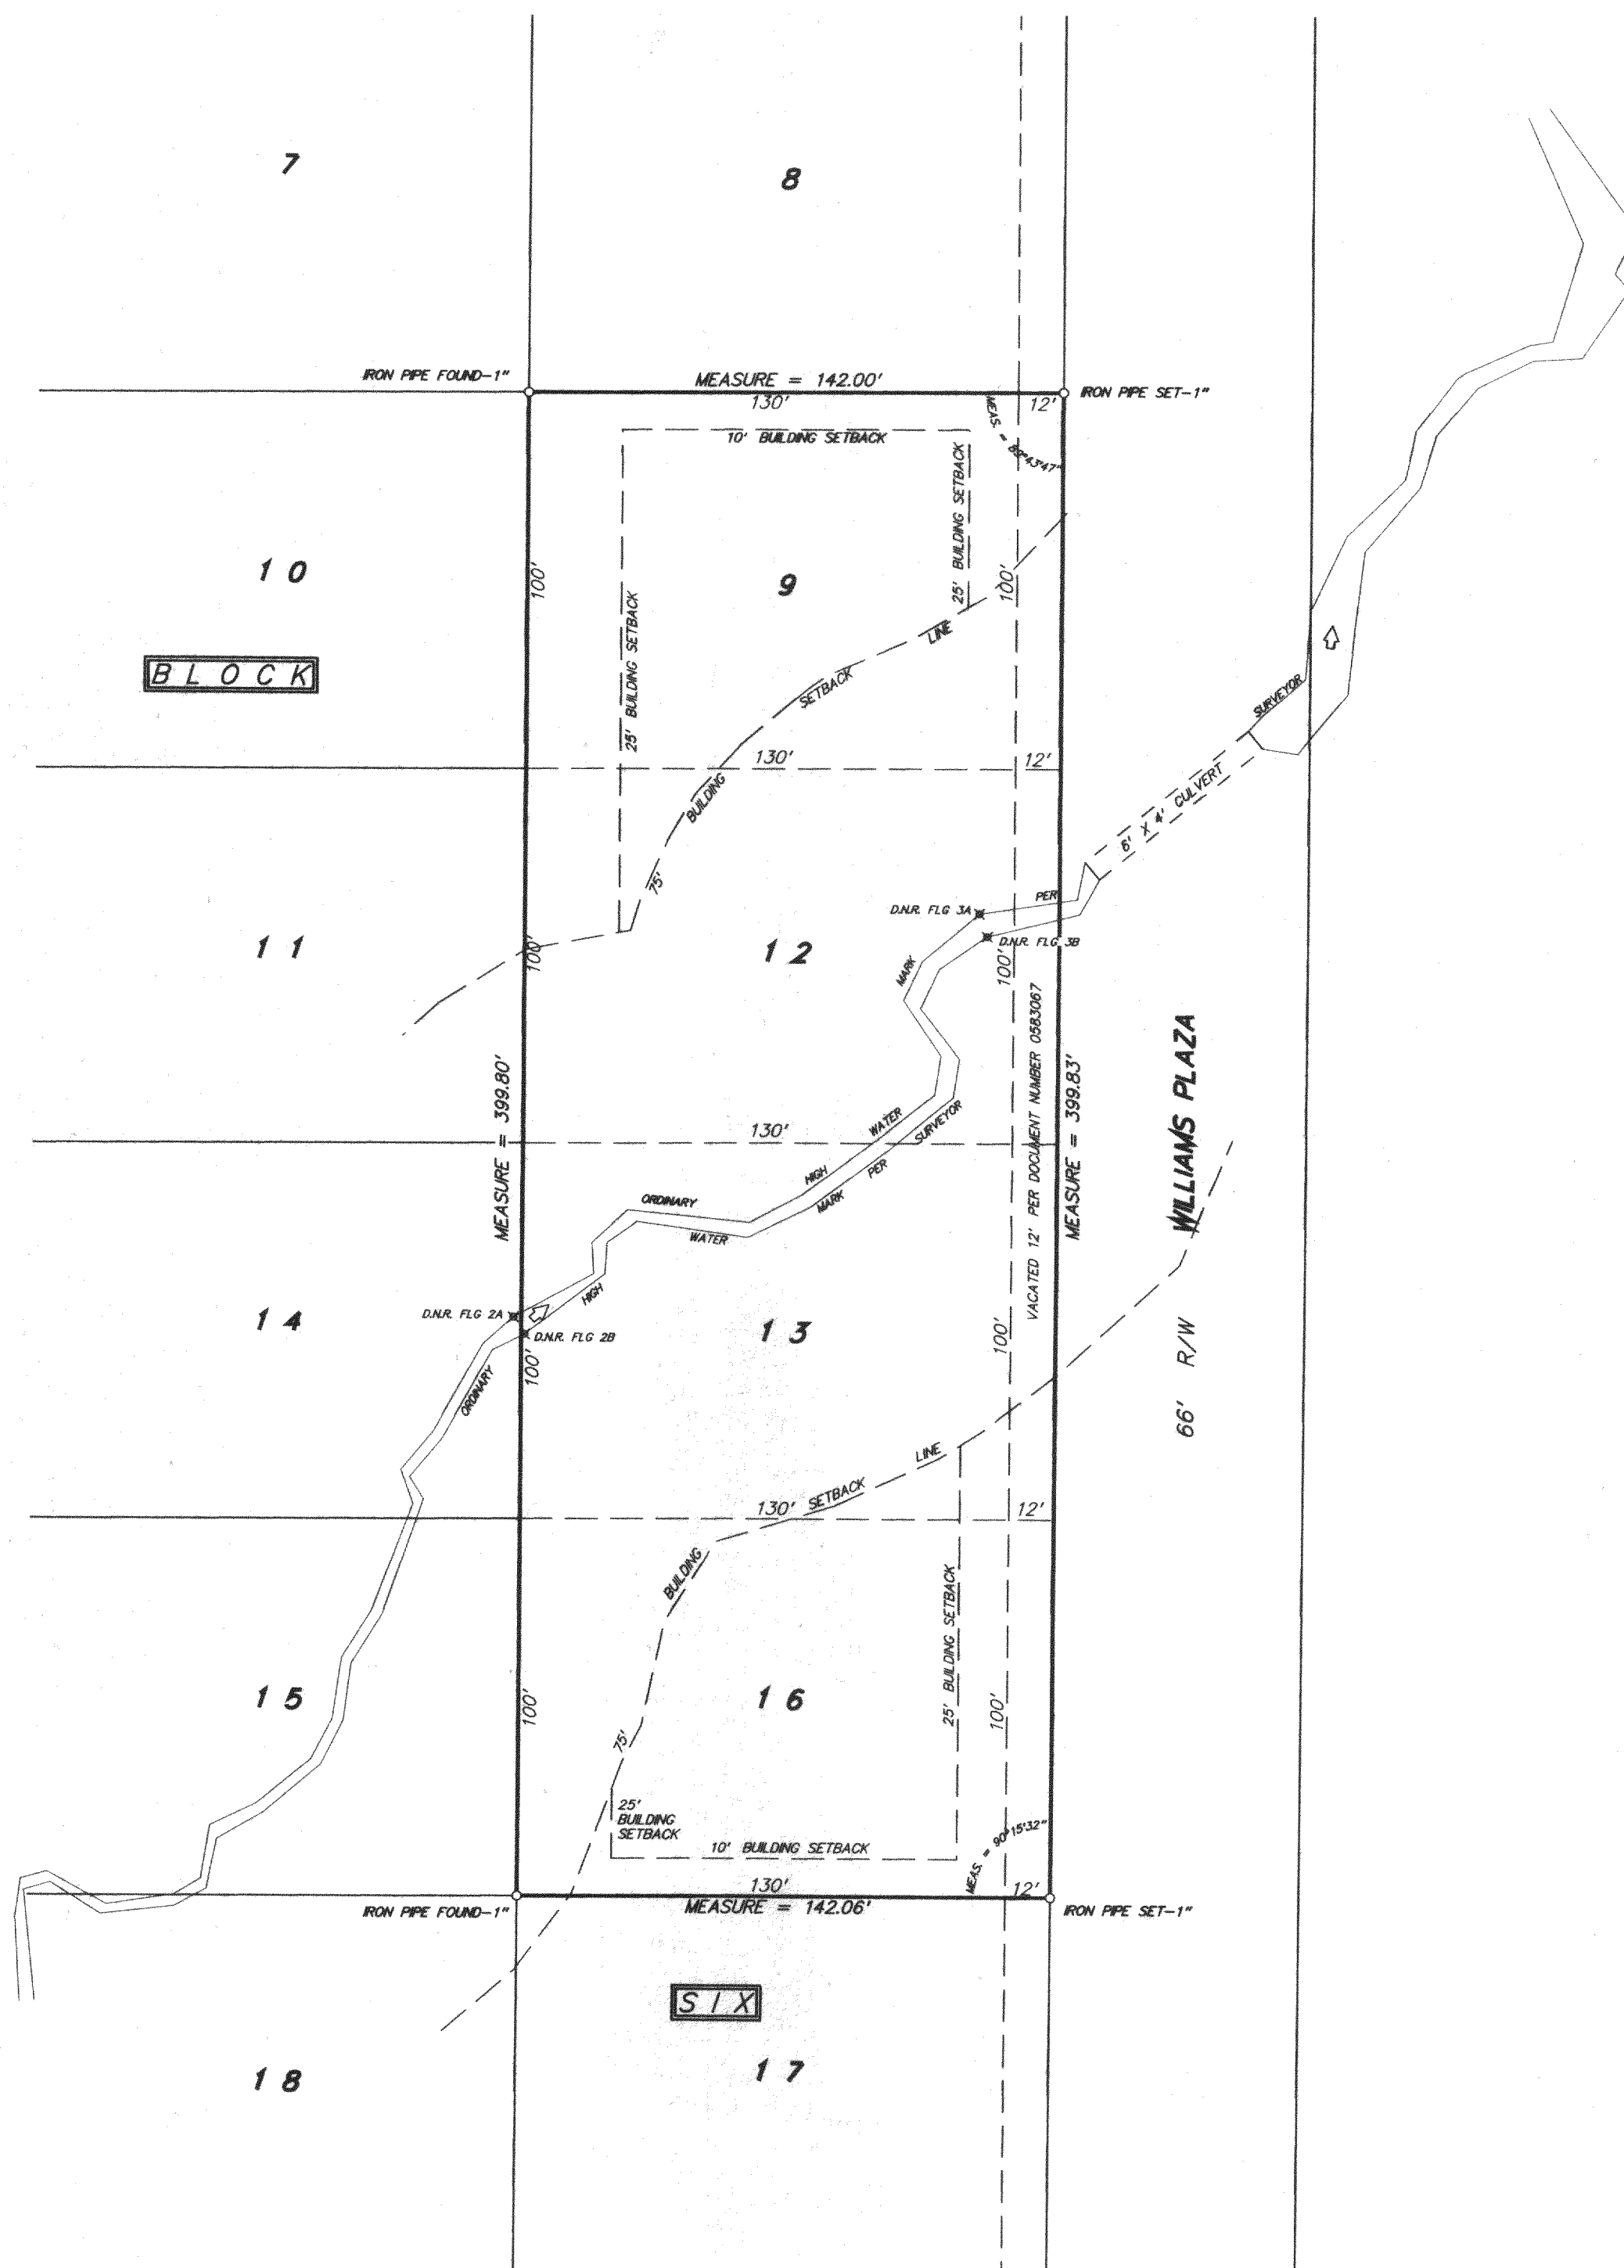 7
8
IRON PIPE FOUND-1"
MEASURE = 142.00'
IRON PIPE SET-1"
130'
12'
10' BUILDING SETBACK
MEAS. = 89°43'47"
25' BUILDING SETBACK
10
100'
9
100'
25' BUILDING SETBACK
BLOCK
75' BUILDING SETBACK LINE
130'
12'
SURVEYOR
6' X 4' CULVERT
D.N.R. FLG 3A
PER
D.N.R. FLG 3B
11
100'
12
100'
MARK
VACATED 12' PER DOCUMENT NUMBER 0583067
WILLIAMS PLAZA
MEASURE = 399.80'
MEASURE = 399.83'
130'
ORDINARY
HIGH
WATER
WATER
MARK
PER
SURVEYOR
HIGH
D.N.R. FLG 2A
D.N.R. FLG 2B
14
100'
13
100'
66' R/W
ORDINARY
75' BUILDING SETBACK LINE
130'
12'
25' BUILDING SETBACK
15
100'
16
100'
25'
BUILDING
SETBACK
10' BUILDING SETBACK
MEAS. = 90°15'32"
130'
12'
IRON PIPE FOUND-1"
MEASURE = 142.06'
IRON PIPE SET-1"
SIX
18
17